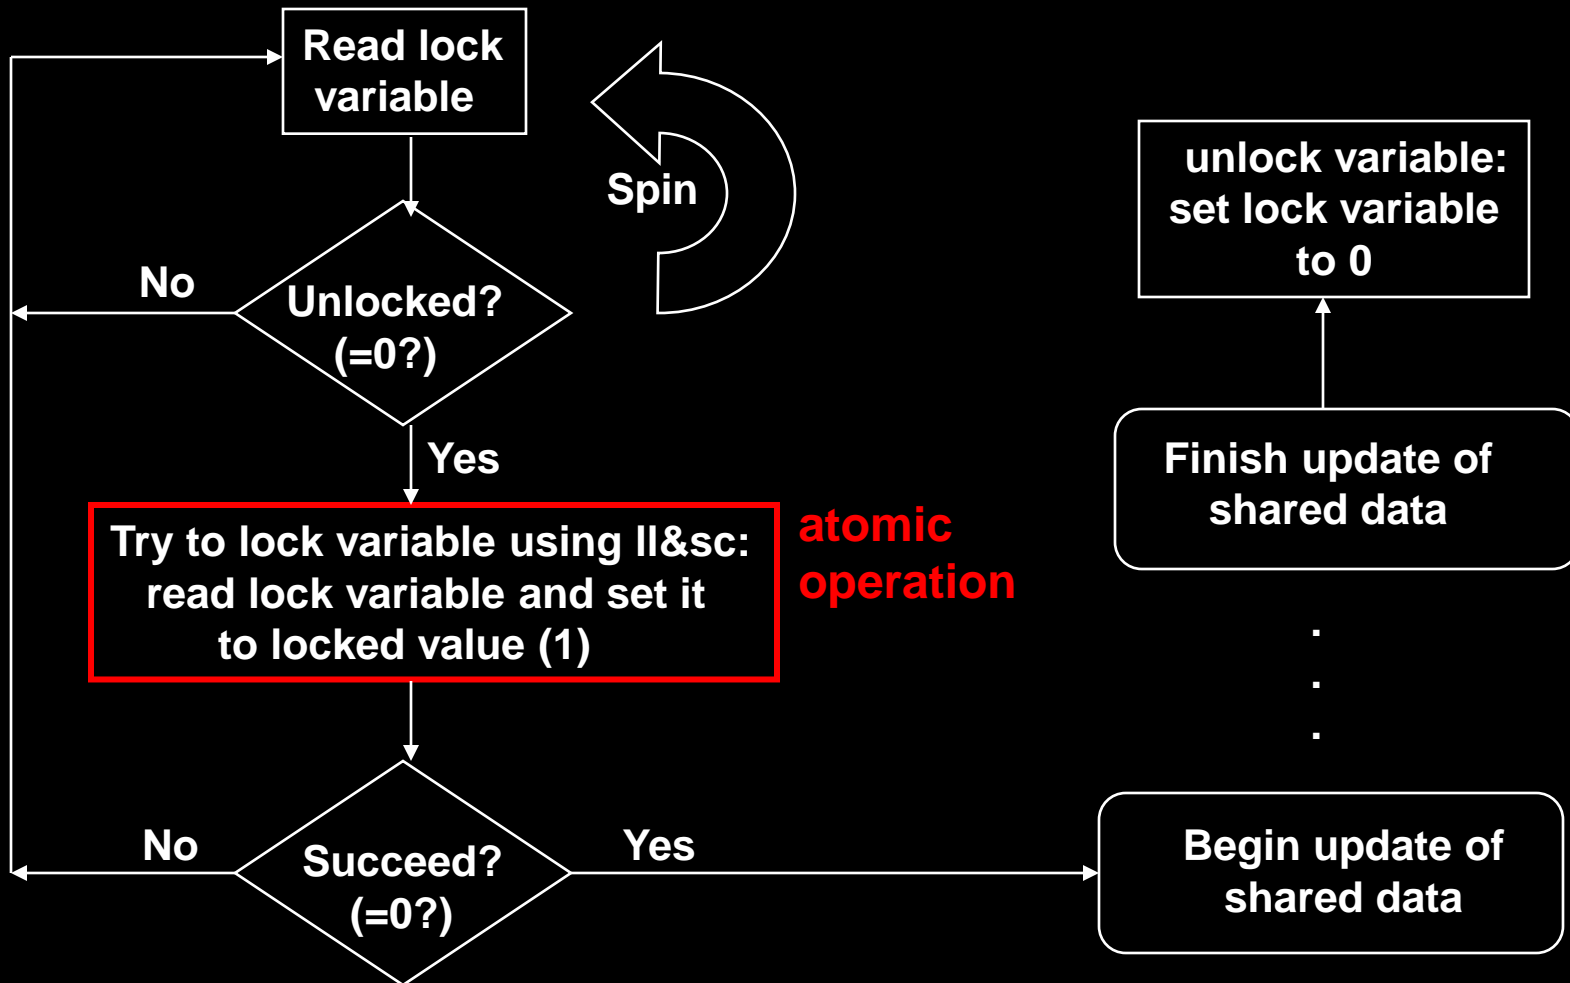 Read lock
variable
Spin
No
Unlocked?
(=0?)
Yes
Try to lock variable using ll&sc:
read lock variable and set it
to locked value (1)
atomic
operation
No
Succeed?
(=0?)
Yes
Begin update of
shared data
.
.
.
Finish update of
shared data
unlock variable:
set lock variable
to 0